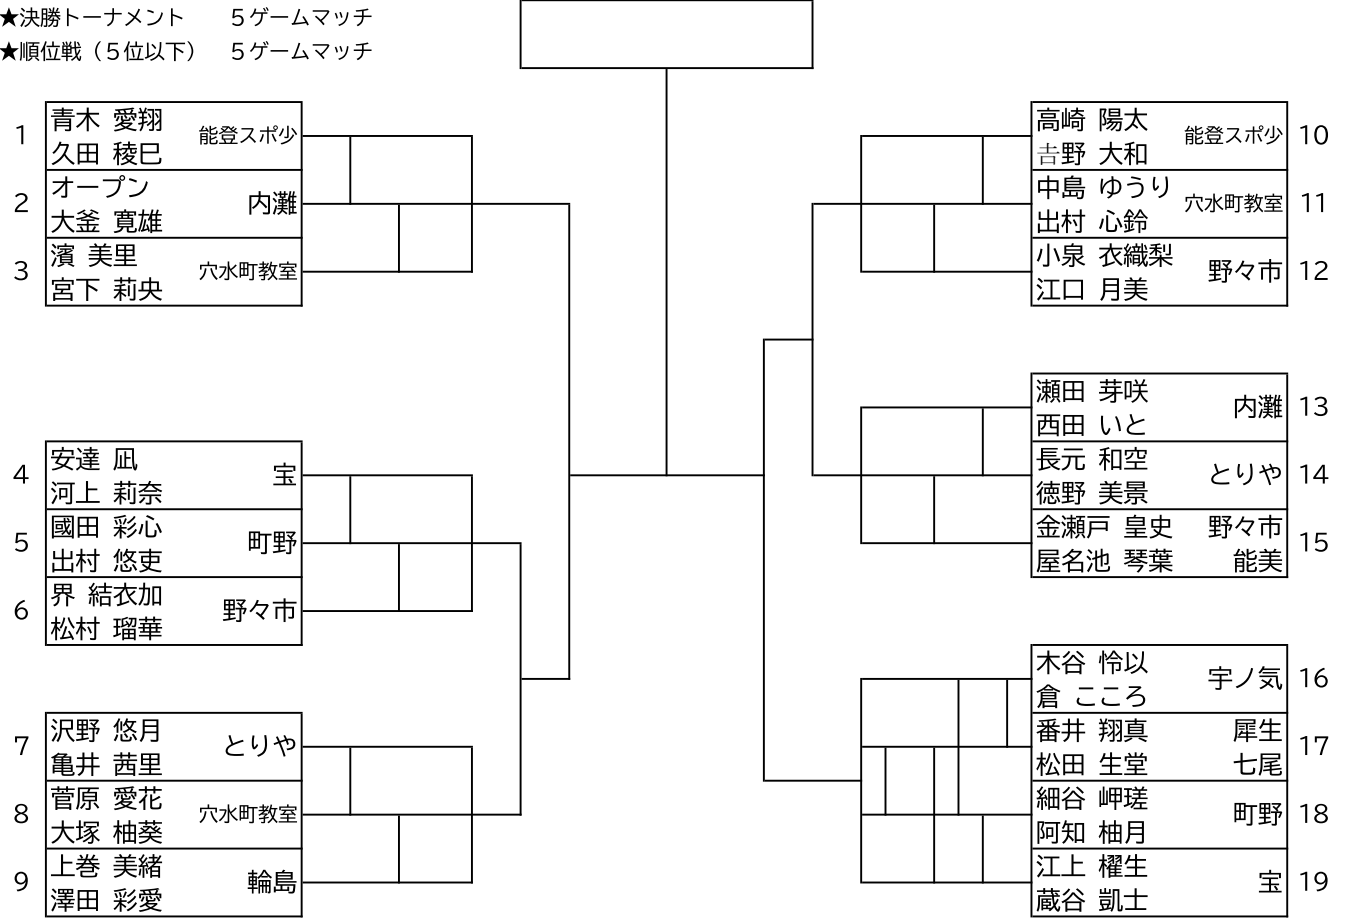 ★決勝トーナメント　５ゲームマッチ
★順位戦（５位以下）　５ゲームマッチ
1 青木 愛翔 能登スポ少
久田 稜巳
2 オープン 内灘
大釜 寛雄
3 濱 美里 穴水町教室
宮下 莉央
4 安達 凪 宝
河上 莉奈
5 國田 彩心 町野
出村 悠吏
6 界 結衣加 野々市
松村 瑠華
7 沢野 悠月 とりや
亀井 茜里
8 菅原 愛花 穴水町教室
大塚 柚葵
9 上巻 美緒 輪島
澤田 彩愛
高崎 陽太 能登スポ少 10
𠮷野 大和
中島 ゆうり 穴水町教室 11
出村 心鈴
小泉 衣織梨 野々市 12
江口 月美
瀬田 芽咲 内灘 13
西田 いと
長元 和空 とりや 14
徳野 美景
金瀬戸 皇史 野々市 15
屋名池 琴葉 能美
木谷 怜以 宇ノ気 16
倉 こころ
番井 翔真 犀生 17
松田 生堂 七尾
細谷 岬瑳 町野 18
阿知 柚月
江上 櫂生 宝 19
蔵谷 凱士